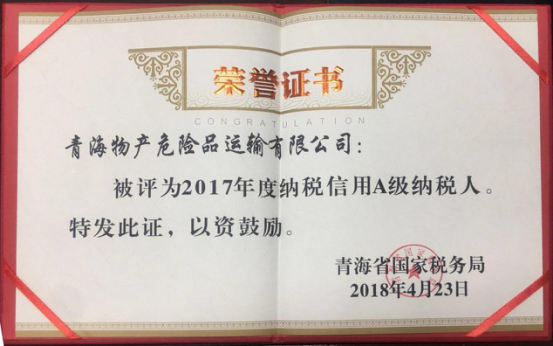 荣誉证书
CONGRATULATION
青海物产危险品运输有限公司：
被评为2017年度纳税信用A级纳税人。
特发此证，以资鼓励。
青海省国家税务局
2018年4月23日